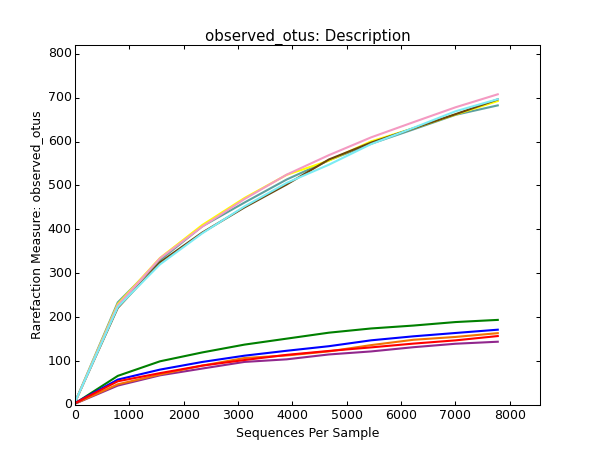 observed_otus: Description
Rarefaction Measure: observed_otus
800
700
600
500
400
300
200
100
0
0 1000 2000 3000 4000 5000 6000 7000 8000
Sequences Per Sample